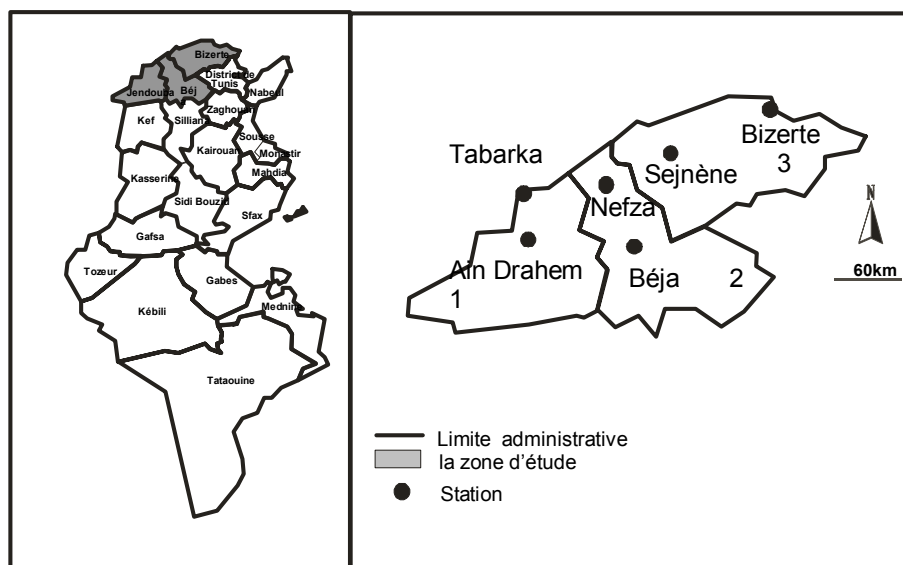 Bizerte
District de
Tunis
Jendouba
Béj
Nabeul
Zaghouan
Kef
Sillian
Sousse
Kairouan
Monastir
Mahdia
Kasserine
Sidi Bouzid
Sfax
Gafsa
Tozeur
Gabes
Kébili
Mednine
Tataouine
Bizerte
3
Tabarka
Sejnène
Nefza
N
Ain Drahem
1
Béja
2
60km
Limite administrative
la zone d'étude
Station